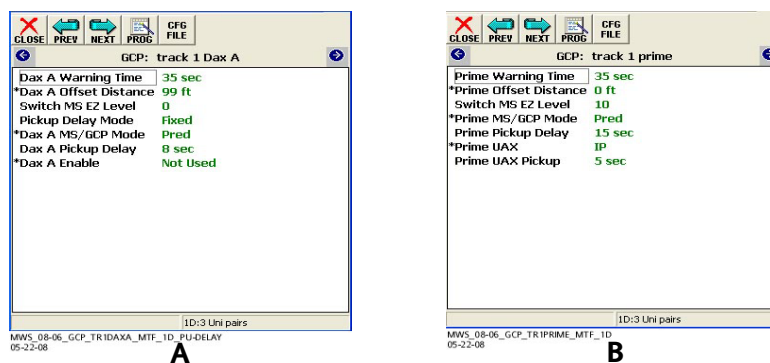 CLOSE PREV NEXT PROG CFG FILE
GCP: track 1 Dax A
Dax A Warning Time 35 sec
*Dax A Offset Distance 99 ft
Switch MS EZ Level 0
Pickup Delay Mode Fixed
*Dax A MS/GCP Mode Pred
Dax A Pickup Delay 8 sec
*Dax A Enable Not Used
1D:3 Uni pairs
MWS_08-06_GCP_TR1DAXA_MTF_1D_PU-DELAY
05-22-08
A
CLOSE PREV NEXT PROG CFG FILE
GCP: track 1 prime
Prime Warning Time 35 sec
*Prime Offset Distance 0 ft
Switch MS EZ Level 10
*Prime MS/GCP Mode Pred
Prime Pickup Delay 15 sec
*Prime UAX IP
Prime UAX Pickup 5 sec
1D:3 Uni pairs
MWS_08-06_GCP_TR1PRIME_MTF_1D
05-22-08
B